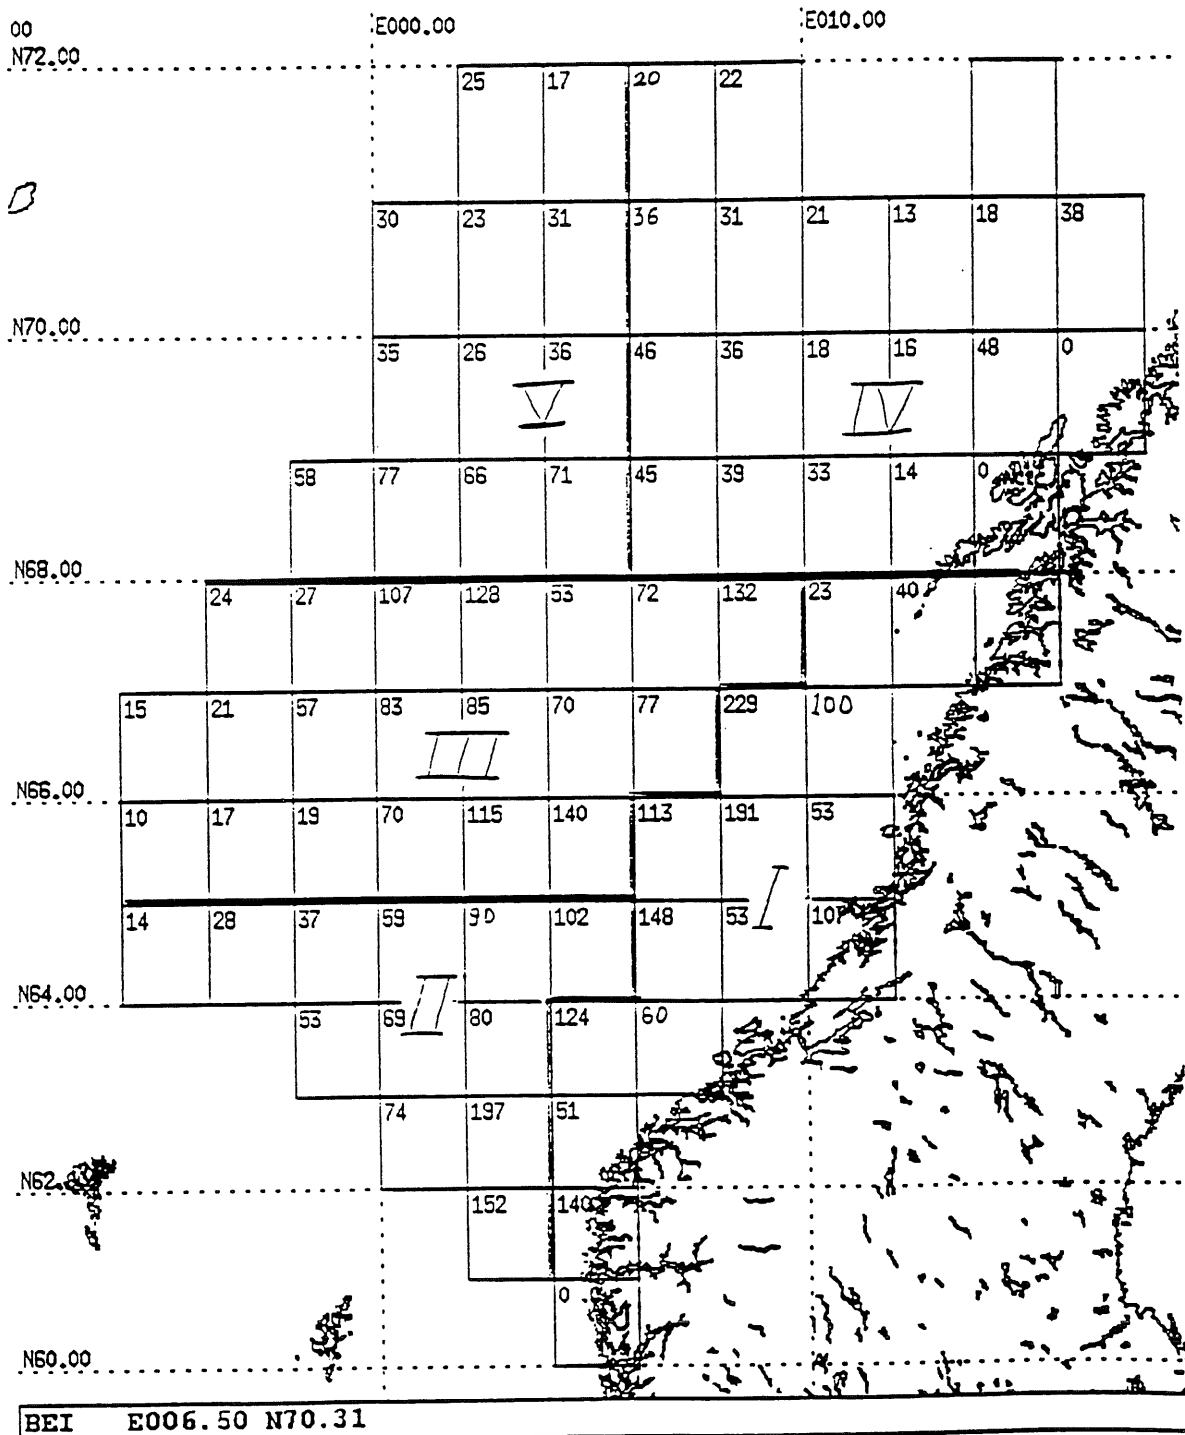 00 E000.00 E010.00
N72.00
25 17 20 22
30 23 31 36 31 21 13 18 38
N70.00
35 26 36 46 36 18 16 48 0
V IV
58 77 66 71 45 39 33 14 0
N68.00
24 27 107 128 53 72 132 23 40
15 21 57 83 85 70 77 229 100
III
N66.00
10 17 19 70 115 140 113 191 53
I
14 28 37 59 90 102 148 53
II
N64.00
53 69 80 124 60
74 197 51
N62.
152 140
0
N60.00
BEI E006.50 N70.31